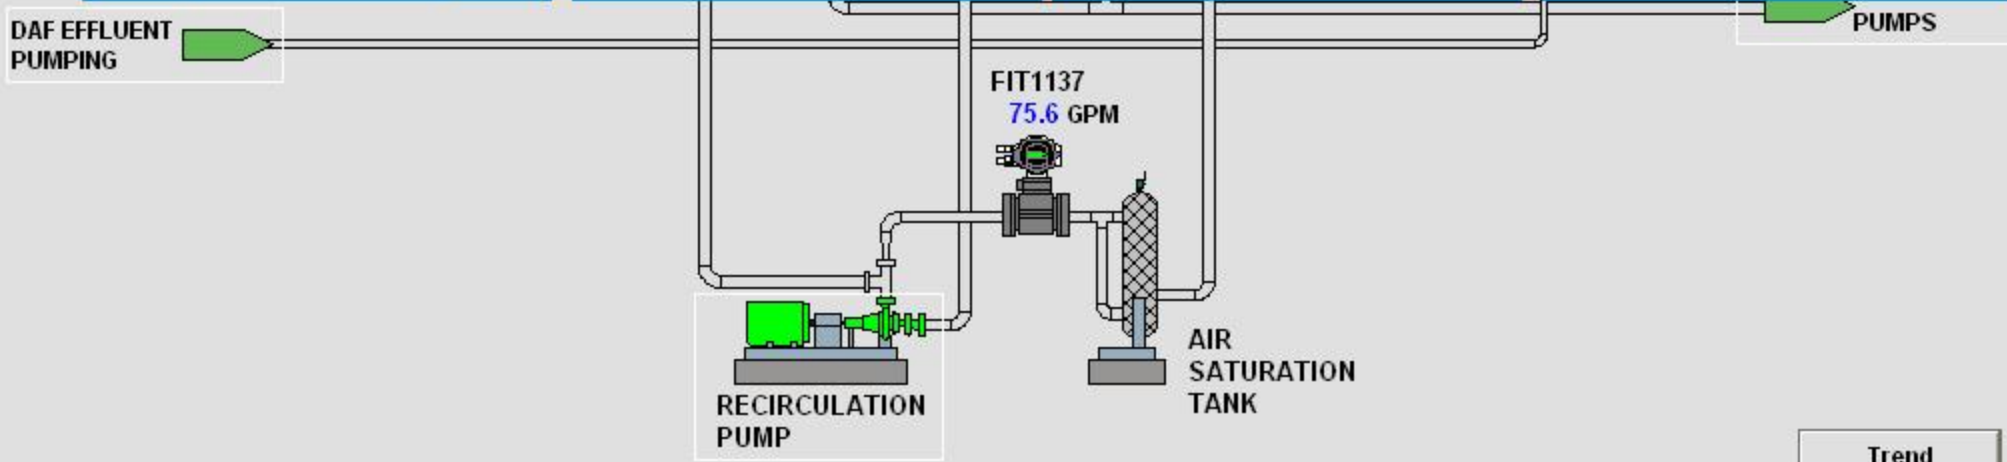 DAF EFFLUENT
PUMPING
PUMPS
FIT1137
75.6 GPM
AIR
SATURATION
TANK
RECIRCULATION
PUMP
Trend